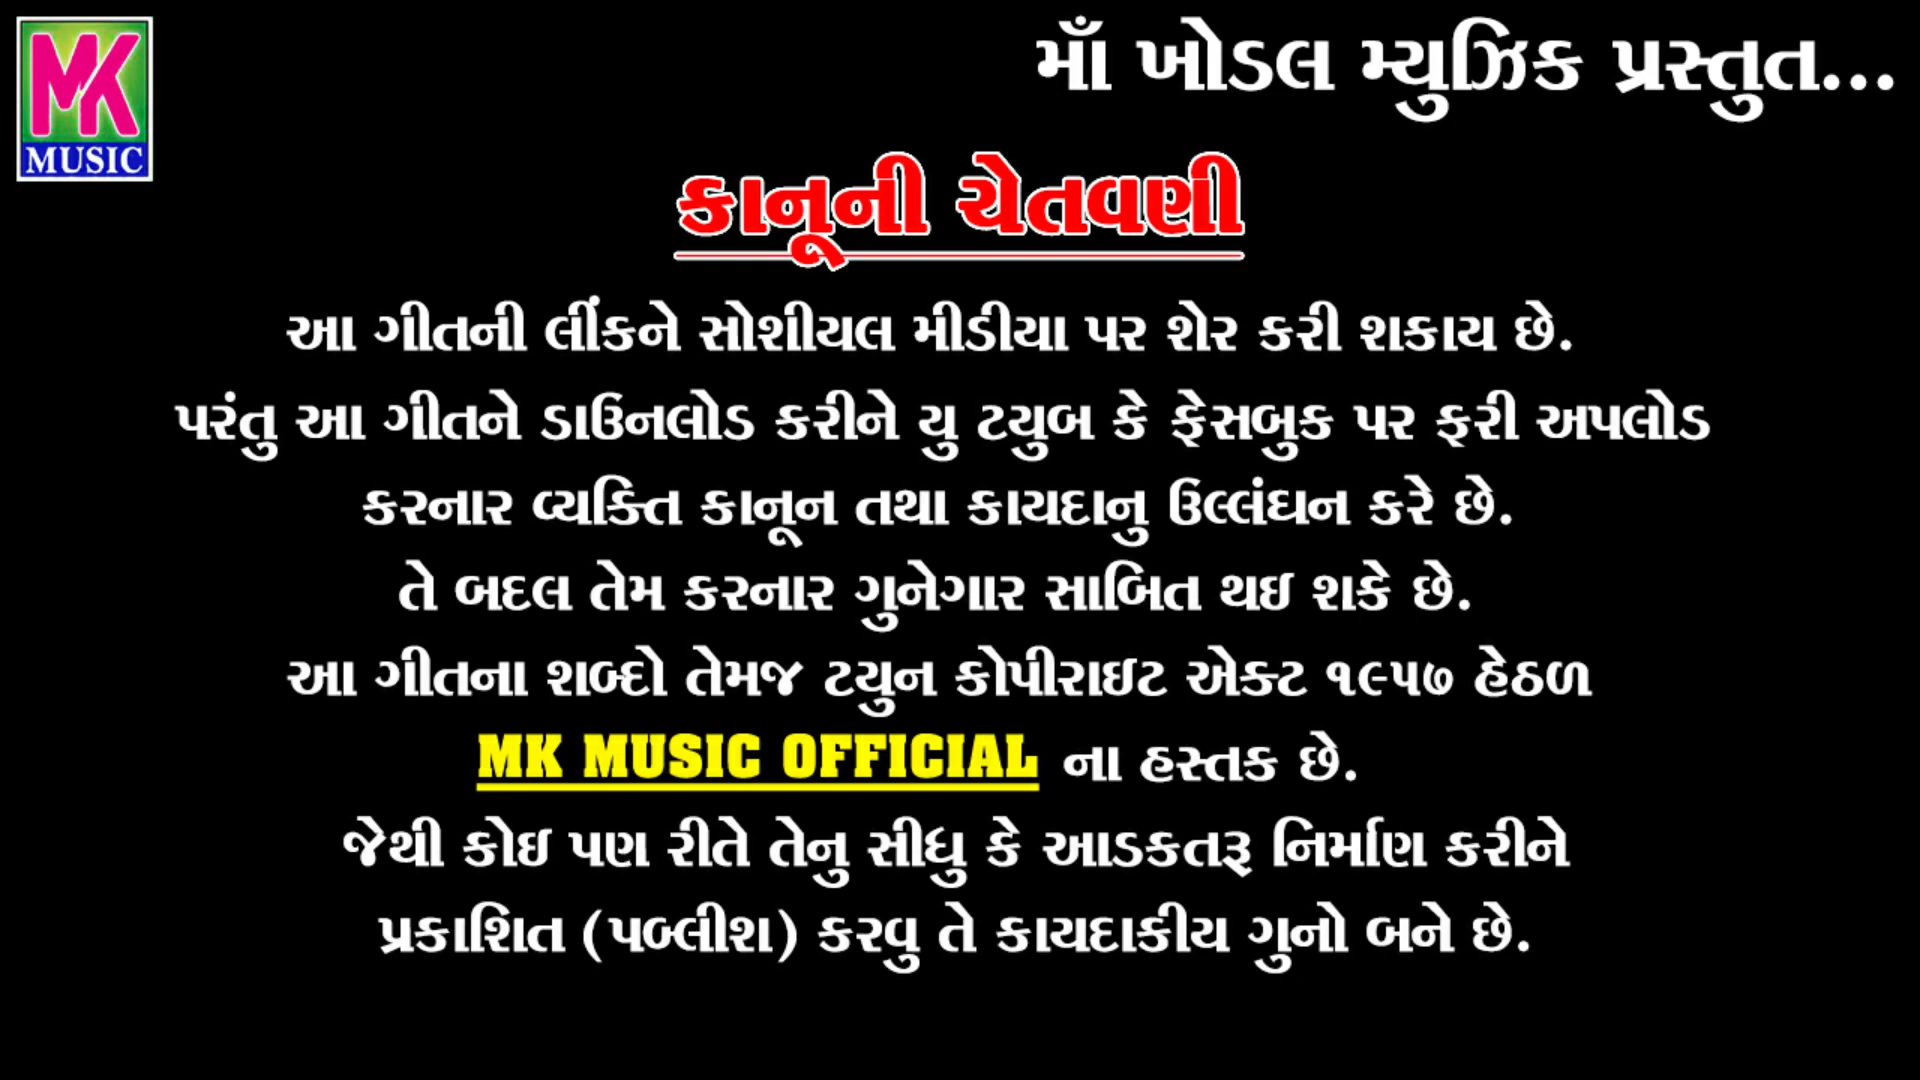 MK
MUSIC
માઁ ખોડલ મ્યુઝિક પ્રસ્તુત...
કાનૂની ચેતવણી
આ ગીતની લીંકને સોશીયલ મીડીયા પર શેર કરી શકાય છે.
પરંતુ આ ગીતને ડાઉનલોડ કરીને યુ ટયુબ કે ફેસબુક પર ફરી અપલોડ
કરનાર વ્યક્તિ કાનૂન તથા કાયદાનુ ઉલ્લંઘન કરે છે.
તે બદલ તેમ કરનાર ગુનેગાર સાબિત થઇ શકે છે.
આ ગીતના શબ્દો તેમજ ટયુન કોપીરાઇટ એક્ટ ૧૯૫૭ હેઠળ
MK MUSIC OFFICIAL ના હસ્તક છે.
જેથી કોઇ પણ રીતે તેનુ સીધુ કે આડકતરૂ નિર્માણ કરીને
પ્રકાશિત (પબ્લીશ) કરવુ તે કાયદાકીય ગુનો બને છે.